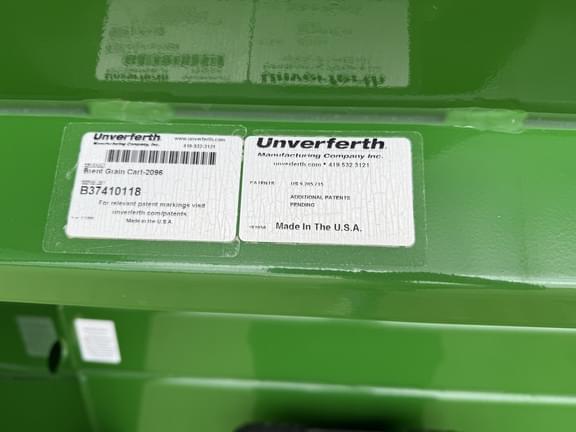 Unverferth
www.unverferth.com
Manufacturing Company, Inc.
419.532.3121
Brent Grain Cart-2096
B37410118
For relevant patent markings visit
unverferth.com/patents
Made in the U.S.A.
Unverferth
Manufacturing Company Inc.
unverferth.com * 419.532.3121
PATENTS
ADDITIONAL PATENTS
PENDING
Made In The U.S.A.